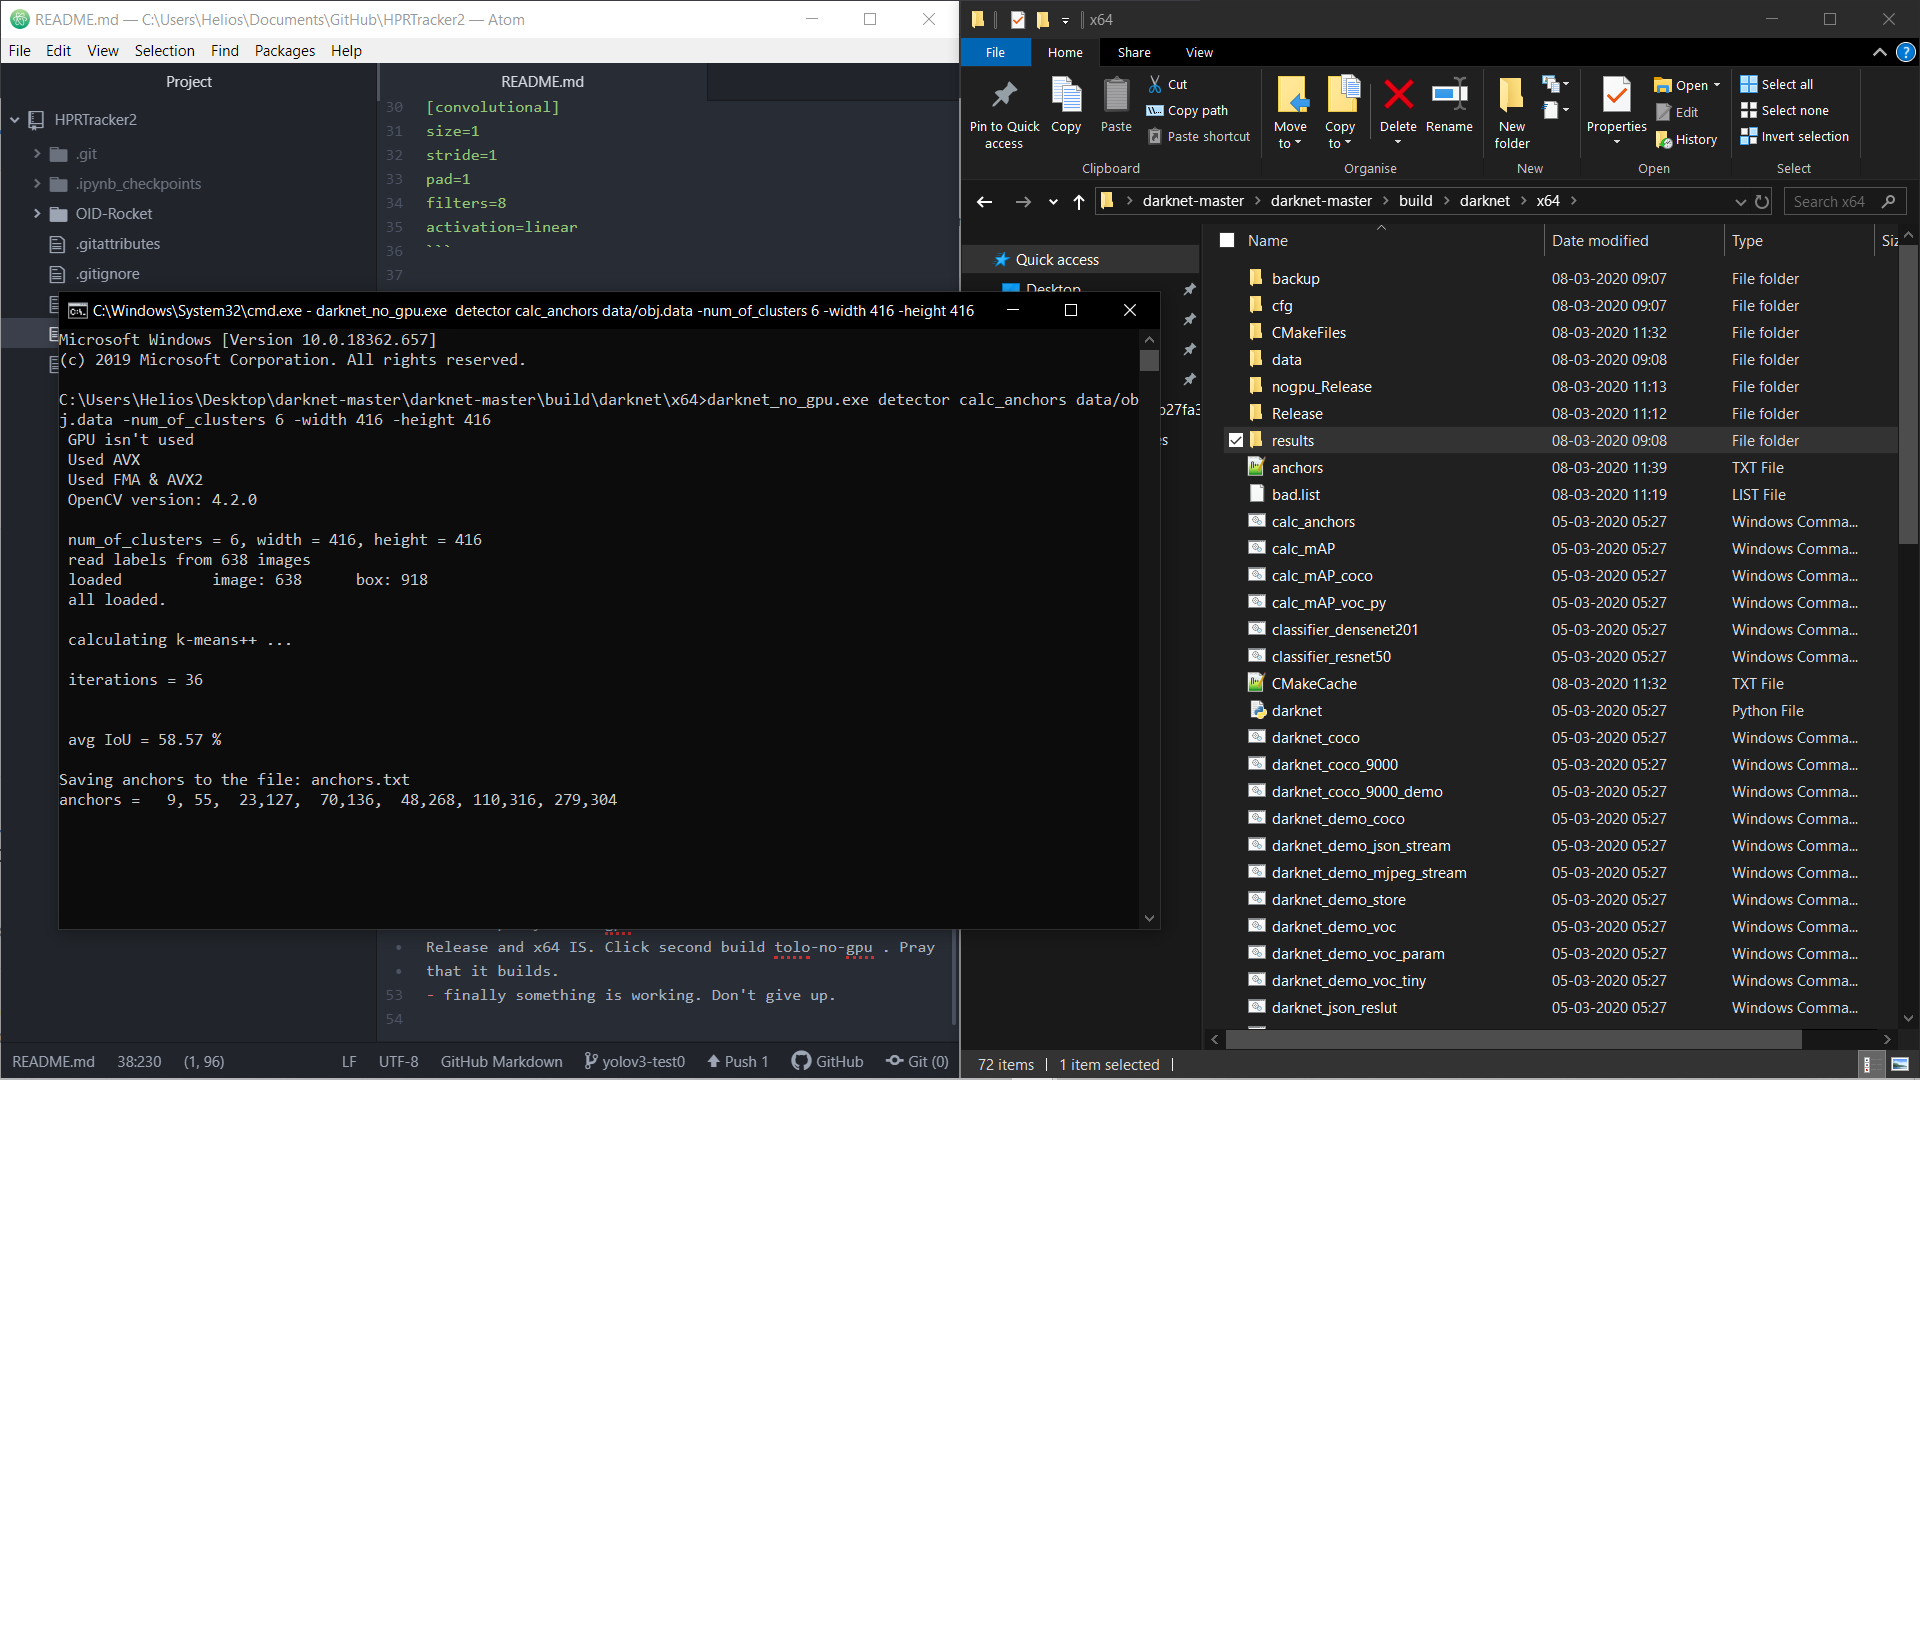 README.md — C:\Users\Helios\Documents\GitHub\HPRTracker2 — Atom
File Edit View Selection Find Packages Help
Project
README.md
HPRTracker2
.git
.ipynb_checkpoints
OID-Rocket
.gitattributes
.gitignore
30 [convolutional]
31 size=1
32 stride=1
33 pad=1
34 filters=8
35 activation=linear
36 ```
37
C:\Windows\System32\cmd.exe - darknet_no_gpu.exe detector calc_anchors data/obj.data -num_of_clusters 6 -width 416 -height 416
Microsoft Windows [Version 10.0.18362.657]
(c) 2019 Microsoft Corporation. All rights reserved.
C:\Users\Helios\Desktop\darknet-master\darknet-master\build\darknet\x64>darknet_no_gpu.exe detector calc_anchors data/ob
j.data -num_of_clusters 6 -width 416 -height 416
GPU isn't used
Used AVX
Used FMA & AVX2
OpenCV version: 4.2.0
num_of_clusters = 6, width = 416, height = 416
read labels from 638 images
loaded image: 638 box: 918
all loaded.
calculating k-means++ ...
iterations = 36
avg IoU = 58.57 %
Saving anchors to the file: anchors.txt
anchors = 9, 55, 23,127, 70,136, 48,268, 110,316, 279,304
Release and x64 IS. Click second build tolo-no-gpu . Pray
that it builds.
53 - finally something is working. Don't give up.
54
README.md 38:230 (1, 96) LF UTF-8 GitHub Markdown yolov3-test0 Push 1 GitHub Git (0)
x64
File Home Share View
Pin to Quick access
Copy
Paste
Cut
Copy path
Paste shortcut
Move to
Copy to
Delete
Rename
New folder
Properties
Open
Edit
History
Select all
Select none
Invert selection
Clipboard Organise New Open Select
darknet-master > darknet-master > build > darknet > x64 >
Search x64
Quick access
Desktop
Name Date modified Type
backup 08-03-2020 09:07 File folder
cfg 08-03-2020 09:07 File folder
CMakeFiles 08-03-2020 11:32 File folder
data 08-03-2020 09:08 File folder
nogpu_Release 08-03-2020 11:13 File folder
Release 08-03-2020 11:12 File folder
results 08-03-2020 09:08 File folder
anchors 08-03-2020 11:39 TXT File
bad.list 08-03-2020 11:19 LIST File
calc_anchors 05-03-2020 05:27 Windows Comma...
calc_mAP 05-03-2020 05:27 Windows Comma...
calc_mAP_coco 05-03-2020 05:27 Windows Comma...
calc_mAP_voc_py 05-03-2020 05:27 Windows Comma...
classifier_densenet201 05-03-2020 05:27 Windows Comma...
classifier_resnet50 05-03-2020 05:27 Windows Comma...
CMakeCache 08-03-2020 11:32 TXT File
darknet 05-03-2020 05:27 Python File
darknet_coco 05-03-2020 05:27 Windows Comma...
darknet_coco_9000 05-03-2020 05:27 Windows Comma...
darknet_coco_9000_demo 05-03-2020 05:27 Windows Comma...
darknet_demo_coco 05-03-2020 05:27 Windows Comma...
darknet_demo_json_stream 05-03-2020 05:27 Windows Comma...
darknet_demo_mjpeg_stream 05-03-2020 05:27 Windows Comma...
darknet_demo_store 05-03-2020 05:27 Windows Comma...
darknet_demo_voc 05-03-2020 05:27 Windows Comma...
darknet_demo_voc_param 05-03-2020 05:27 Windows Comma...
darknet_demo_voc_tiny 05-03-2020 05:27 Windows Comma...
darknet_json_reslut 05-03-2020 05:27 Windows Comma...
72 items 1 item selected